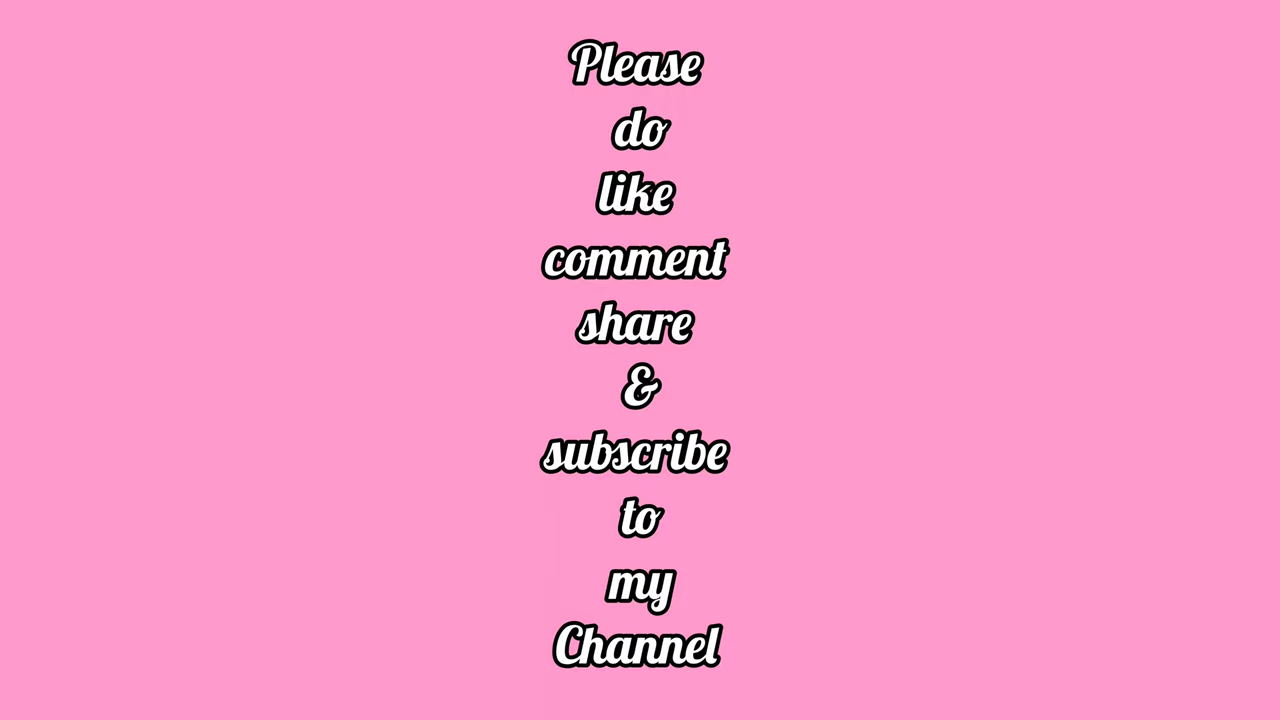 Please
do
like
comment
share
&
subscribe
to
my
Channel